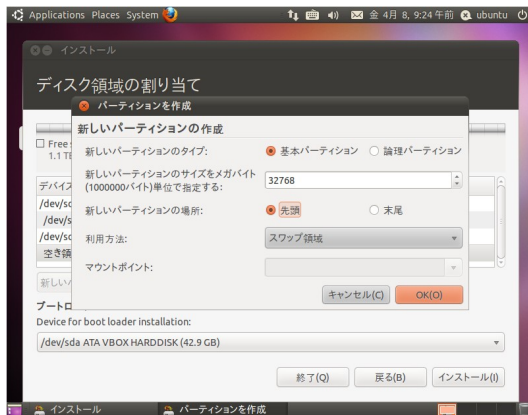 Applications Places System 金 4月 8, 9:24 午前 ubuntu
インストール
ディスク領域の割り当て
パーティションを作成
新しいパーティションの作成
Free
1.1 TB
新しいパーティションのタイプ: 基本パーティション 論理パーティション
新しいパーティションのサイズをメガバイト
(1000000バイト)単位で指定する: 32768
デバイス
/dev/sd
新しいパーティションの場所: 先頭 末尾
/dev/s
/dev/sd
利用方法: スワップ領域
空き領
マウントポイント:
新しいパ
キャンセル(C) OK(O)
ブートロ
Device for boot loader installation:
/dev/sda ATA VBOX HARDDISK (42.9 GB)
終了(Q) 戻る(B) インストール(I)
インストール パーティションを作成